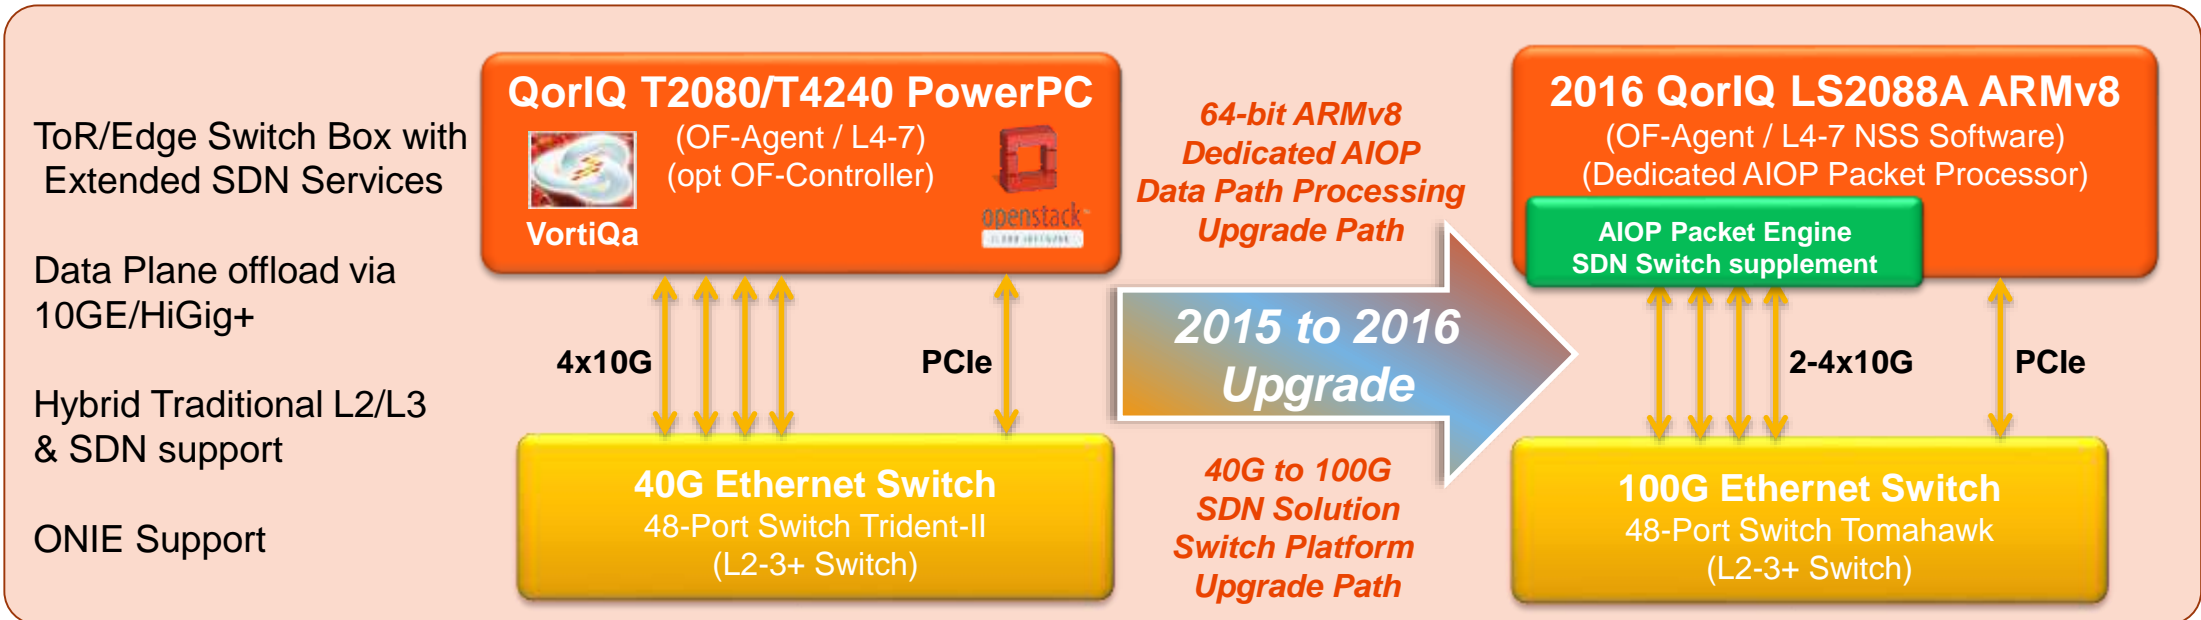 ToR/Edge Switch Box with
Extended SDN Services
Data Plane offload via
10GE/HiGig+
Hybrid Traditional L2/L3
& SDN support
ONIE Support
QorIQ T2080/T4240 PowerPC
(OF-Agent / L4-7)
(opt OF-Controller)
VortiQa
openstack
4x10G
PCIe
40G Ethernet Switch
48-Port Switch Trident-II
(L2-3+ Switch)
64-bit ARMv8
Dedicated AIOP
Data Path Processing
Upgrade Path
2015 to 2016
Upgrade
40G to 100G
SDN Solution
Switch Platform
Upgrade Path
2016 QorIQ LS2088A ARMv8
(OF-Agent / L4-7 NSS Software)
(Dedicated AIOP Packet Processor)
AIOP Packet Engine
SDN Switch supplement
2-4x10G
PCIe
100G Ethernet Switch
48-Port Switch Tomahawk
(L2-3+ Switch)